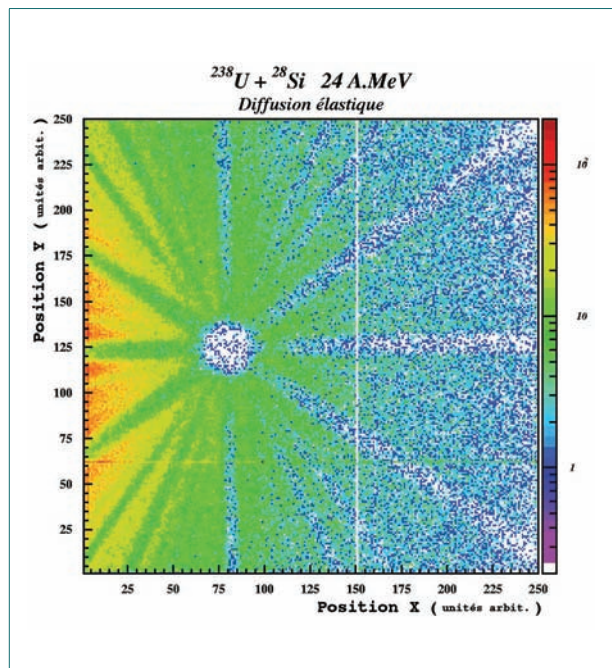 ²³⁸U + ²⁸Si 24 A.MeV
Diffusion élastique
Position Y (unités arbit.)
250
225
200
175
150
125
100
75
50
25
25 50 75 100 125 150 175 200 225 250
Position X (unités arbit.)
10²
10
1